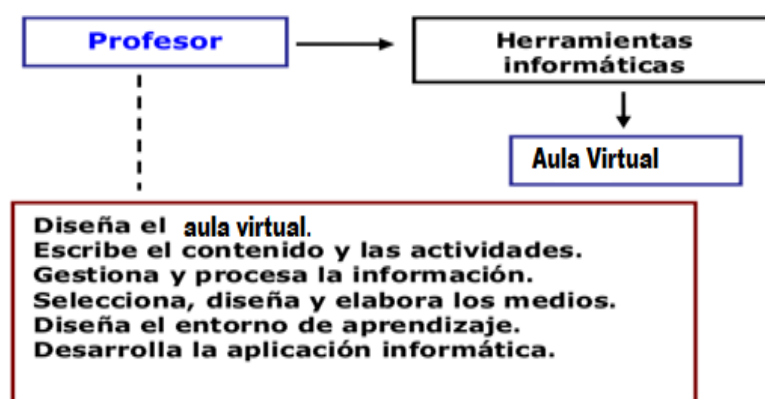 Profesor
Herramientas
informáticas
Aula Virtual
Diseña el aula virtual.
Escribe el contenido y las actividades.
Gestiona y procesa la información.
Selecciona, diseña y elabora los medios.
Diseña el entorno de aprendizaje.
Desarrolla la aplicación informática.